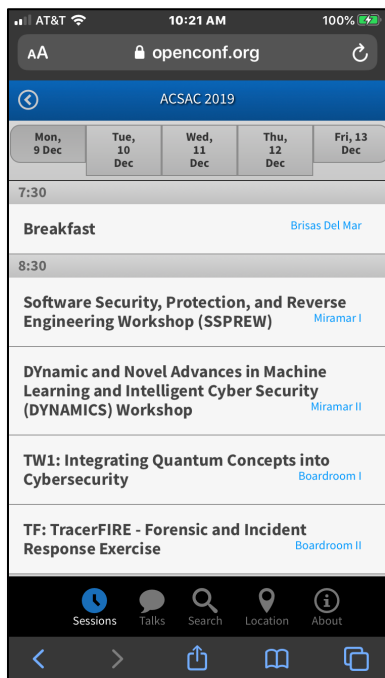 AT&T 10:21 AM 100%
AA openconf.org
ACSAC 2019
Mon, 9 Dec
Tue, 10 Dec
Wed, 11 Dec
Thu, 12 Dec
Fri, 13 Dec
7:30
Breakfast
Brisas Del Mar
8:30
Software Security, Protection, and Reverse
Engineering Workshop (SSPREW)
Miramar I
DYnamic and Novel Advances in Machine
Learning and Intelligent Cyber Security
(DYNAMICS) Workshop
Miramar II
TW1: Integrating Quantum Concepts into
Cybersecurity
Boardroom I
TF: TracerFIRE - Forensic and Incident
Response Exercise
Boardroom II
Sessions Talks Search Location About